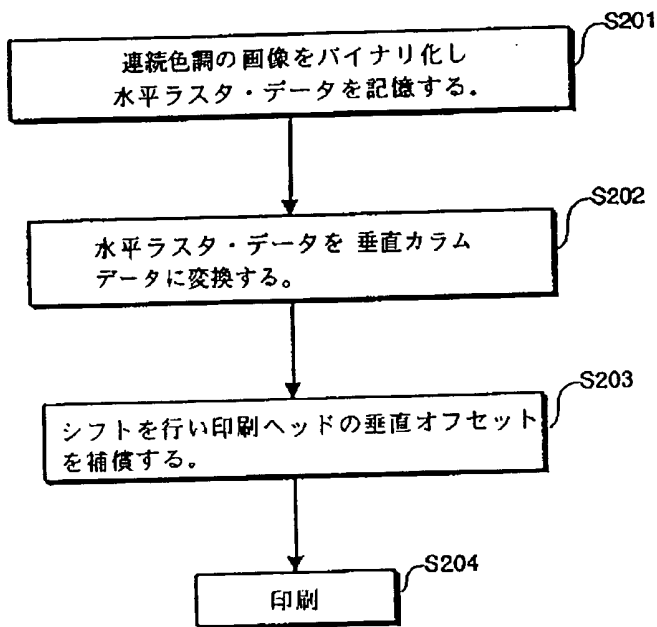 S201
連続色調の画像をバイナリ化し
水平ラスタ・データを記憶する.
S202
水平ラスタ・データを 垂直カラム
データに変換する。
S203
シフトを行い印刷ヘッドの垂直オフセット
を補償する。
S204
印刷